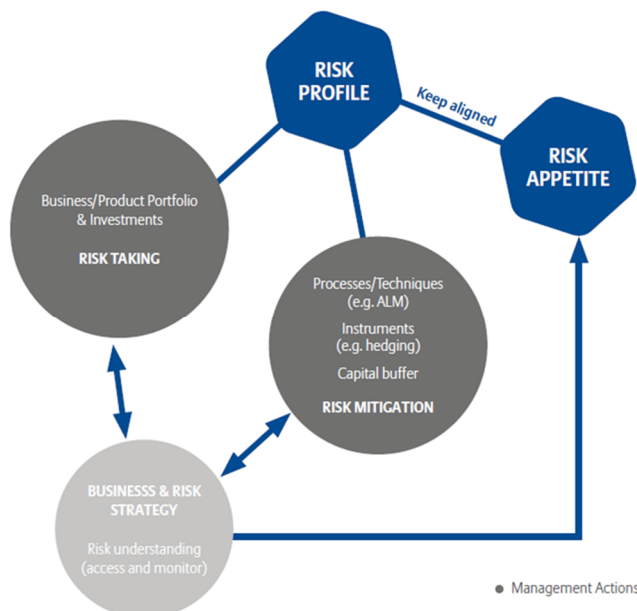 RISK
PROFILE
Keep aligned
RISK
APPETITE
Business/Product Portfolio
& Investments
RISK TAKING
Processes/Techniques
(e.g. ALM)
Instruments
(e.g. hedging)
Capital buffer
RISK MITIGATION
BUSINESSS & RISK
STRATEGY
Risk understanding
(access and monitor)
Management Actions